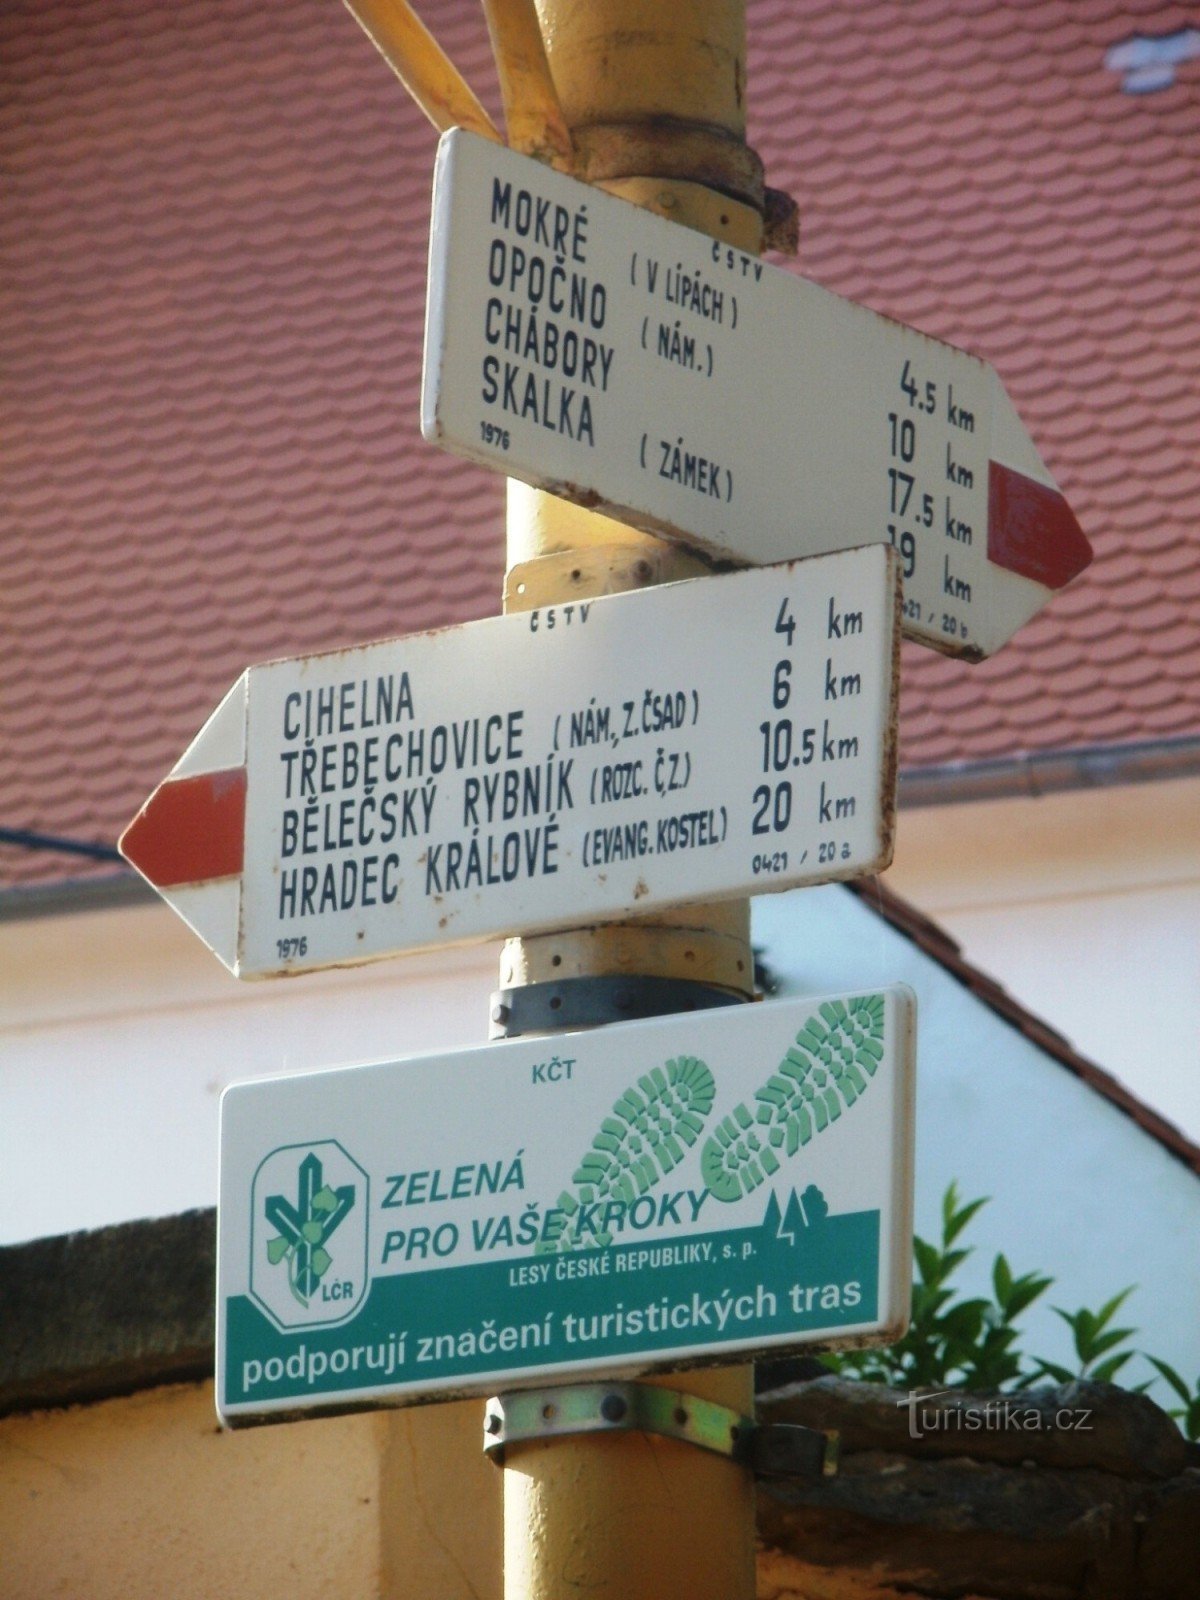 ČSTV
MOKRÉ (V LÍPÁCH) 4.5 km
OPOČNO (NÁM.) 10 km
CHÁBORY 17.5 km
SKALKA (ZÁMEK) 19 km
1976 421 / 20 b
ČSTV
CIHELNA 4 km
TŘEBECHOVICE (NÁM., Z. ČSAD) 6 km
BĚLEČSKÝ RYBNÍK (ROZC. Č. Z.) 10.5 km
HRADEC KRÁLOVÉ (EVANG. KOSTEL) 20 km
1976 0421 / 20 a
KČT
ZELENÁ
PRO VAŠE KROKY
LČR
LESY ČESKÉ REPUBLIKY, s. p.
podporují značení turistických tras
Turistika.cz